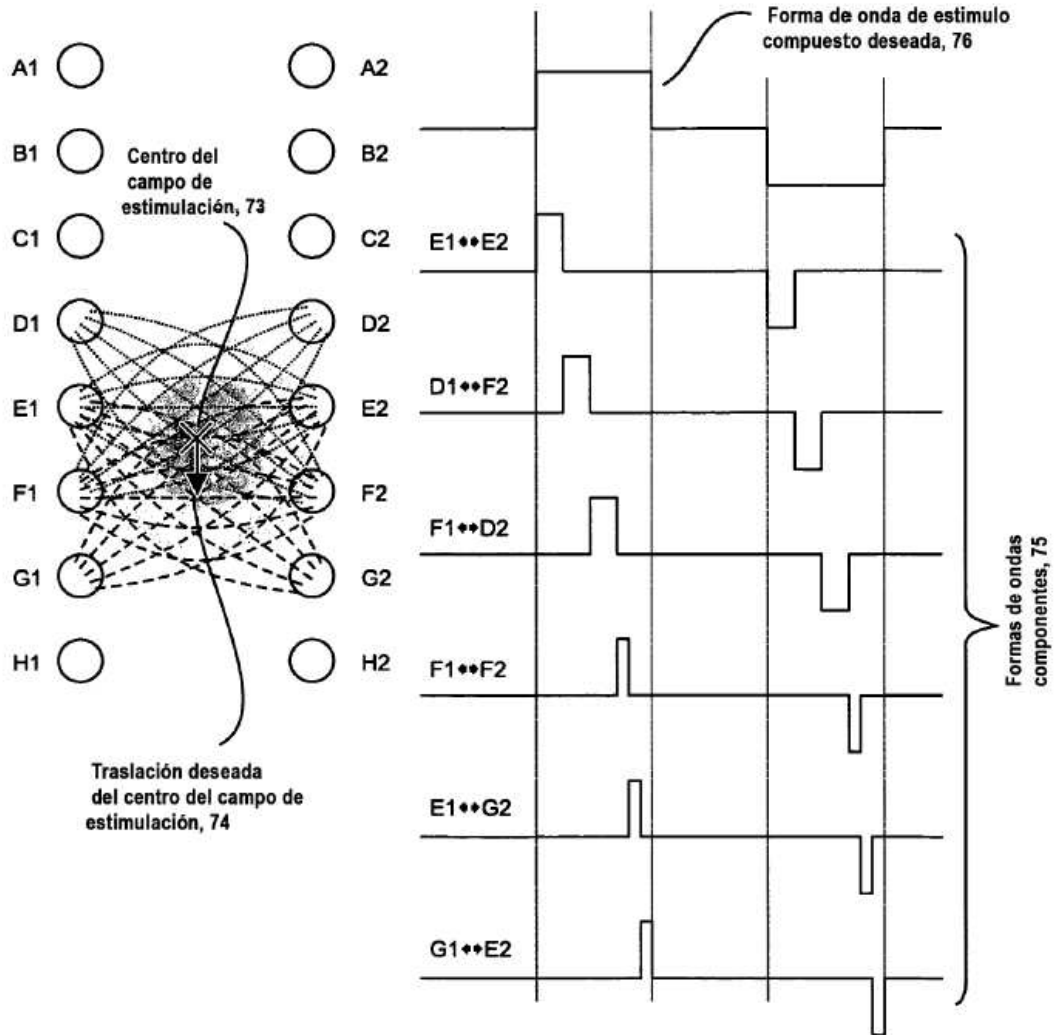 Forma de onda de estimulo
compuesto deseada, 76
A1
A2
B1
B2
Centro del
campo de
estimulación, 73
C1
C2
E1↔E2
D1
D2
D1↔F2
E1
E2
F1
F2
F1↔D2
G1
G2
H1
H2
F1↔F2
Traslación deseada
del centro del campo de
estimulación, 74
E1↔G2
G1↔E2
Formas de ondas
componentes, 75